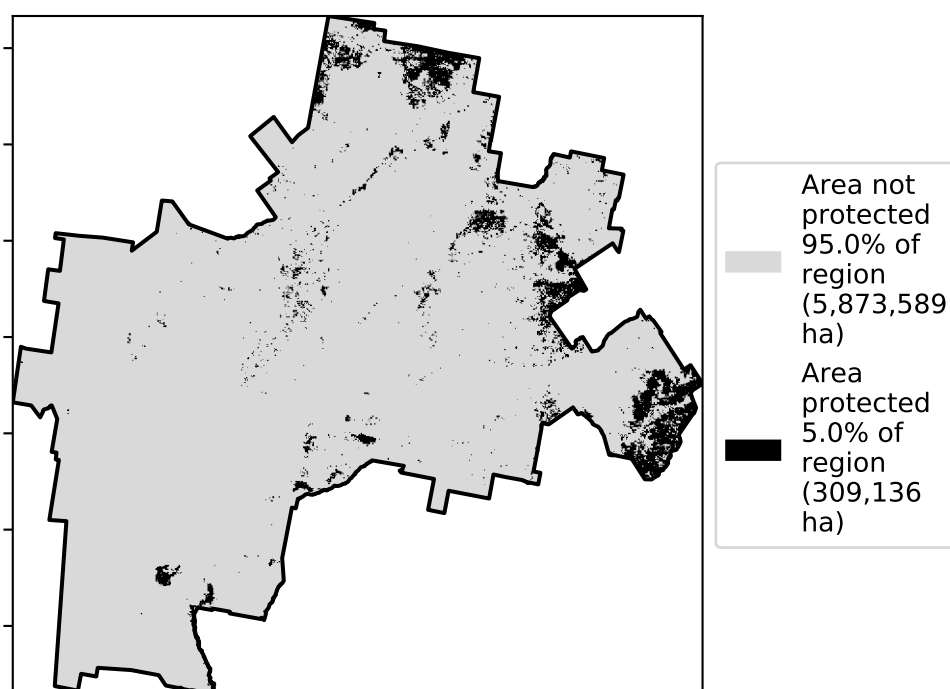 Area not
protected
95.0% of
region
(5,873,589
ha)
Area
protected
5.0% of
region
(309,136
ha)